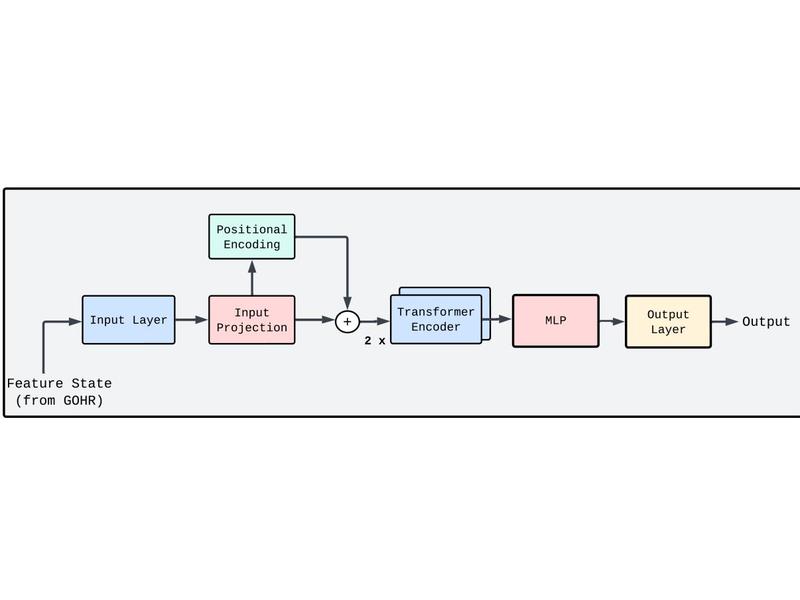 Positional
Encoding
Input Layer
Input
Projection
+
2 x
Transformer
Encoder
MLP
Output
Layer
Output
Feature State
(from GOHR)